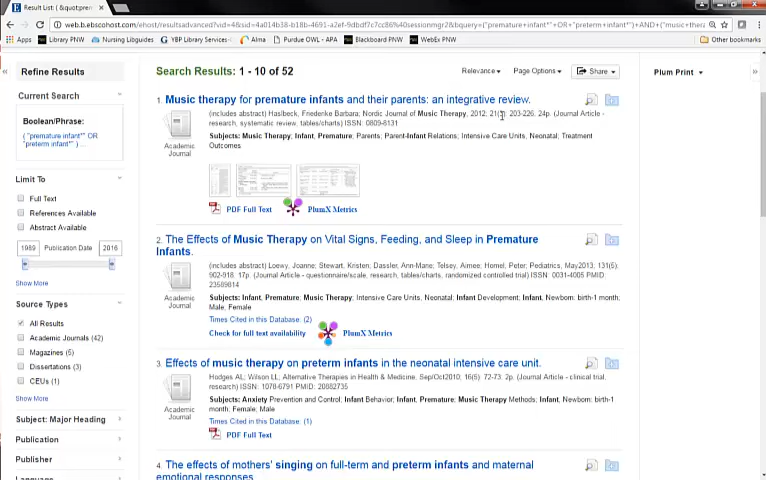 Result List: ( &quot;prem
web.b.ebscohost.com/ehost/resultsadvanced?vid=4&sid=4a014b38-b18b-4691-a2ef-9dbdf7c7cc86%40sessionmgr2&bquery=("premature+infant*"+OR+"preterm+infant*")+AND+("music+thera
Apps Library PNW Nursing Libguides YBP Library Services Alma Purdue OWL - APA Blackboard PNW WebEx PNW Other bookmarks
Refine Results
Search Results: 1 - 10 of 52
Relevance Page Options Share
Plum Print
Current Search
Boolean/Phrase:
( "premature infant*" OR
"preterm infant*") ...
Limit To
Full Text
References Available
Abstract Available
1989 Publication Date 2016
Show More
Source Types
All Results
Academic Journals (42)
Magazines (5)
Dissertations (3)
CEUs (1)
Show More
Subject: Major Heading
Publication
Publisher
Language
1. Music therapy for premature infants and their parents: an integrative review.
(includes abstract) Haslbeck, Friederike Barbara; Nordic Journal of Music Therapy, 2012; 21(3): 203-226. 24p. (Journal Article -
research, systematic review, tables/charts) ISSN: 0809-8131
Subjects: Music Therapy; Infant, Premature; Parents; Parent-Infant Relations; Intensive Care Units, Neonatal; Treatment
Outcomes
Academic
Journal
PDF Full Text PlumX Metrics
2. The Effects of Music Therapy on Vital Signs, Feeding, and Sleep in Premature
Infants.
(includes abstract) Loewy, Joanne; Stewart, Kristen; Dassler, Ann-Marie; Telsey, Aimee; Homel, Peter; Pediatrics, May2013; 131(5):
902-918. 17p. (Journal Article - questionnaire/scale, research, tables/charts, randomized controlled trial) ISSN: 0031-4005 PMID:
23569814
Academic
Journal
Subjects: Infant, Premature; Music Therapy; Intensive Care Units, Neonatal; Infant Development; Infant, Newborn: birth-1 month;
Male; Female
Times Cited in this Database: (2)
Check for full text availability PlumX Metrics
3. Effects of music therapy on preterm infants in the neonatal intensive care unit.
Hodges AL; Wilson LL; Alternative Therapies in Health & Medicine, Sep/Oct2010; 16(5): 72-73. 2p. (Journal Article - clinical trial,
research) ISSN: 1078-6791 PMID: 20882735
Subjects: Anxiety Prevention and Control; Infant Behavior; Infant, Premature; Music Therapy Methods; Infant, Newborn: birth-1
month; Female; Male
Academic
Journal
Times Cited in this Database: (1)
PDF Full Text
4. The effects of mothers' singing on full-term and preterm infants and maternal
emotional responses.